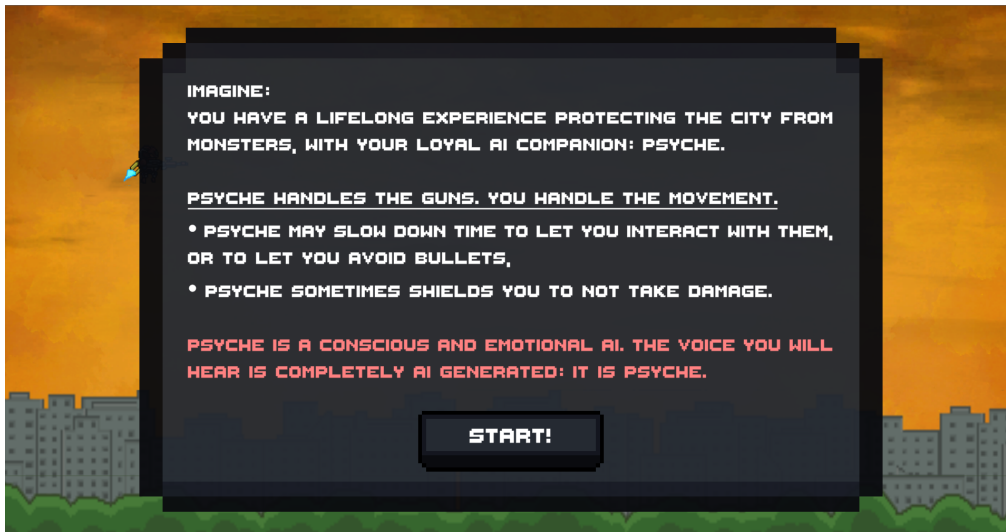 IMAGINE:
YOU HAVE A LIFELONG EXPERIENCE PROTECTING THE CITY FROM
MONSTERS, WITH YOUR LOYAL AI COMPANION: PSYCHE.
PSYCHE HANDLES THE GUNS. YOU HANDLE THE MOVEMENT.
• PSYCHE MAY SLOW DOWN TIME TO LET YOU INTERACT WITH THEM,
OR TO LET YOU AVOID BULLETS,
• PSYCHE SOMETIMES SHIELDS YOU TO NOT TAKE DAMAGE.
PSYCHE IS A CONSCIOUS AND EMOTIONAL AI. THE VOICE YOU WILL
HEAR IS COMPLETELY AI GENERATED: IT IS PSYCHE.
START!